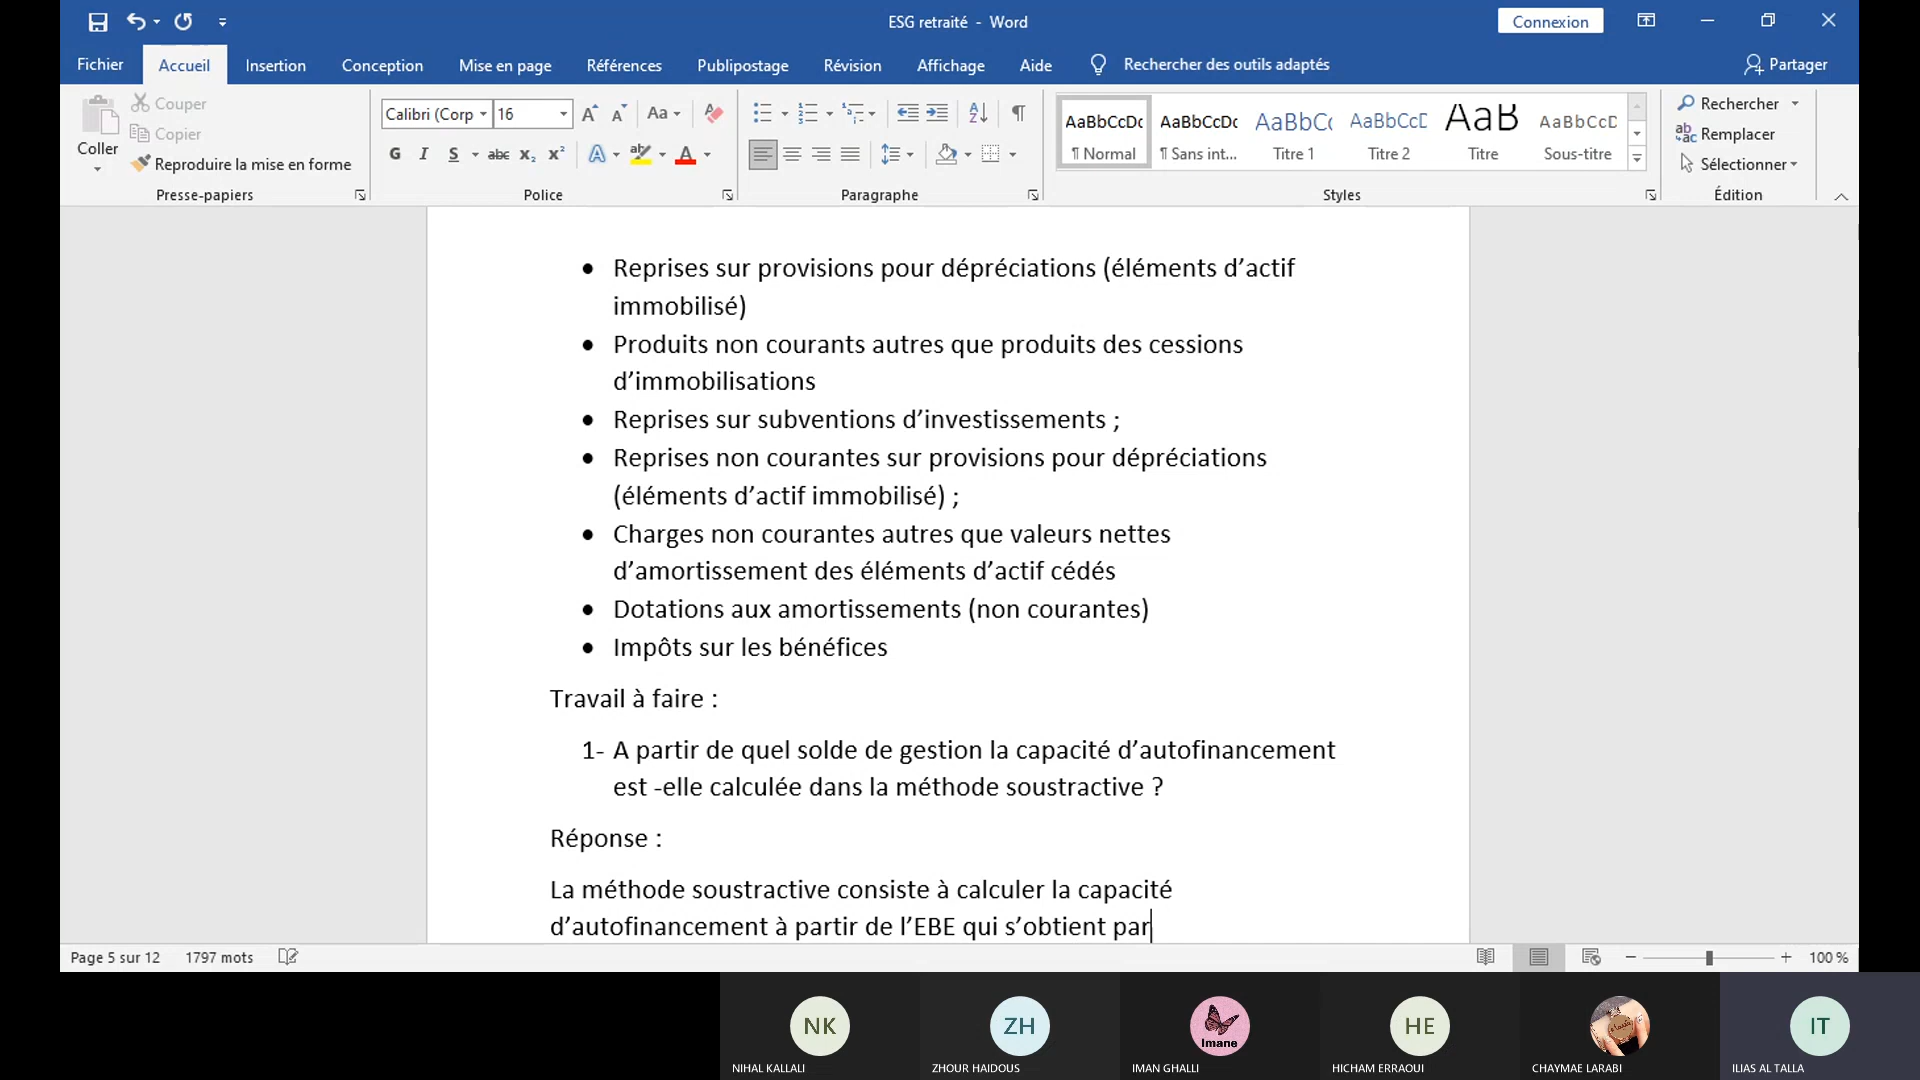 ESG retraité - Word
Connexion
Fichier Accueil Insertion Conception Mise en page Références Publipostage Révision Affichage Aide Rechercher des outils adaptés Partager
Coller
Couper
Copier
Reproduire la mise en forme
Presse-papiers
Calibri (Corp 16
Aa
G I S abc x₂ x² A A
Police
Paragraphe
AaBbCcDc AaBbCcDc AaBbCc AaBbCcD AaB AaBbCcD
¶ Normal ¶ Sans int... Titre 1 Titre 2 Titre Sous-titre
Styles
Rechercher
Remplacer
Sélectionner
Édition
• Reprises sur provisions pour dépréciations (éléments d’actif
immobilisé)
• Produits non courants autres que produits des cessions
d’immobilisations
• Reprises sur subventions d’investissements ;
• Reprises non courantes sur provisions pour dépréciations
(éléments d’actif immobilisé) ;
• Charges non courantes autres que valeurs nettes
d’amortissement des éléments d’actif cédés
• Dotations aux amortissements (non courantes)
• Impôts sur les bénéfices
Travail à faire :
1- A partir de quel solde de gestion la capacité d’autofinancement
est -elle calculée dans la méthode soustractive ?
Réponse :
La méthode soustractive consiste à calculer la capacité
d’autofinancement à partir de l’EBE qui s’obtient par
Page 5 sur 12 1797 mots 100 %
NK ZH Imane HE IT
NIHAL KALLALI ZHOUR HAIDOUS IMAN GHALLI HICHAM ERRAOUI CHAYMAE LARABI ILIAS AL TALLA